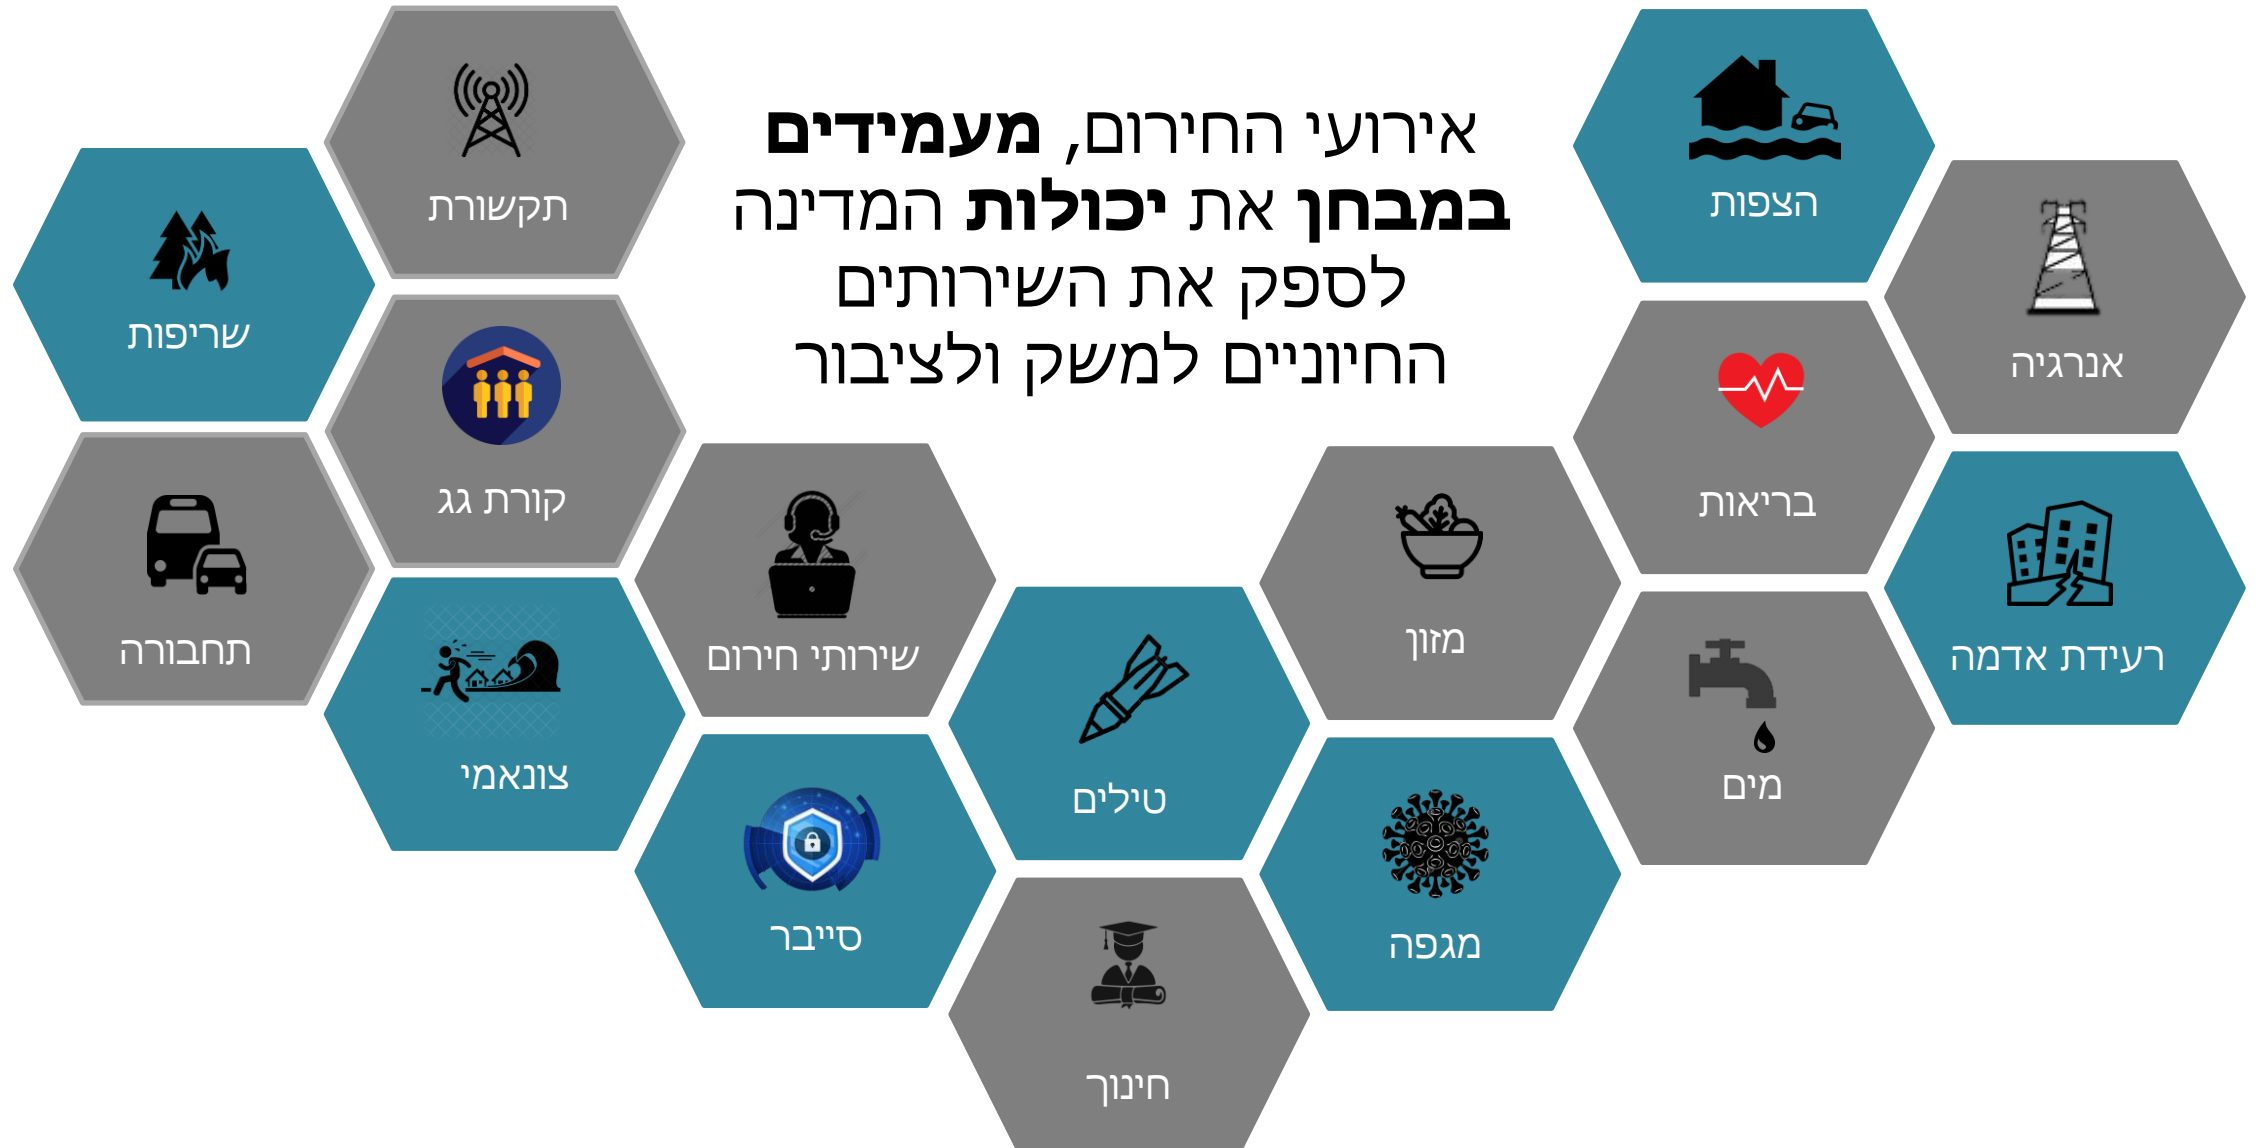 אירועי החירום, מעמידים
במבחן את יכולות המדינה
לספק את השירותים
החיוניים למשק ולציבור
הצפות
אנרגיה
בריאות
רעידת אדמה
מזון
מים
טילים
מגפה
חינוך
תקשורת
שריפות
קורת גג
שירותי חירום
תחבורה
צונאמי
סייבר